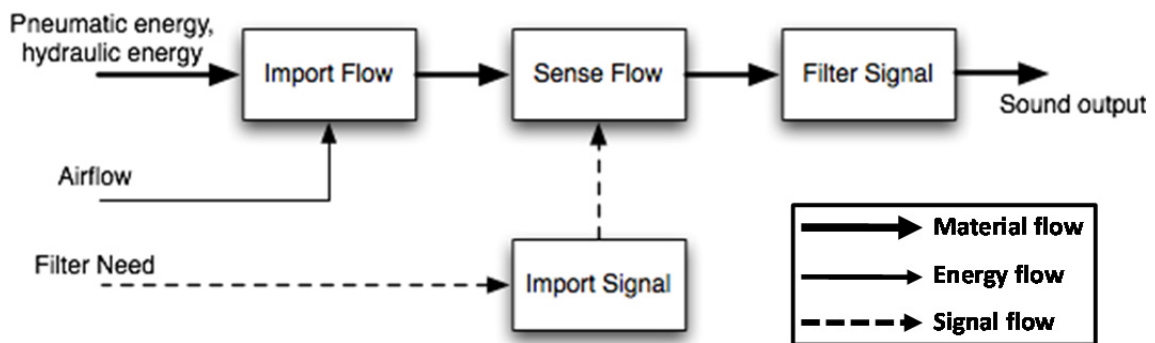 Pneumatic energy,
hydraulic energy
Import Flow
Sense Flow
Filter Signal
Sound output
Airflow
Filter Need
Import Signal
Material flow
Energy flow
Signal flow